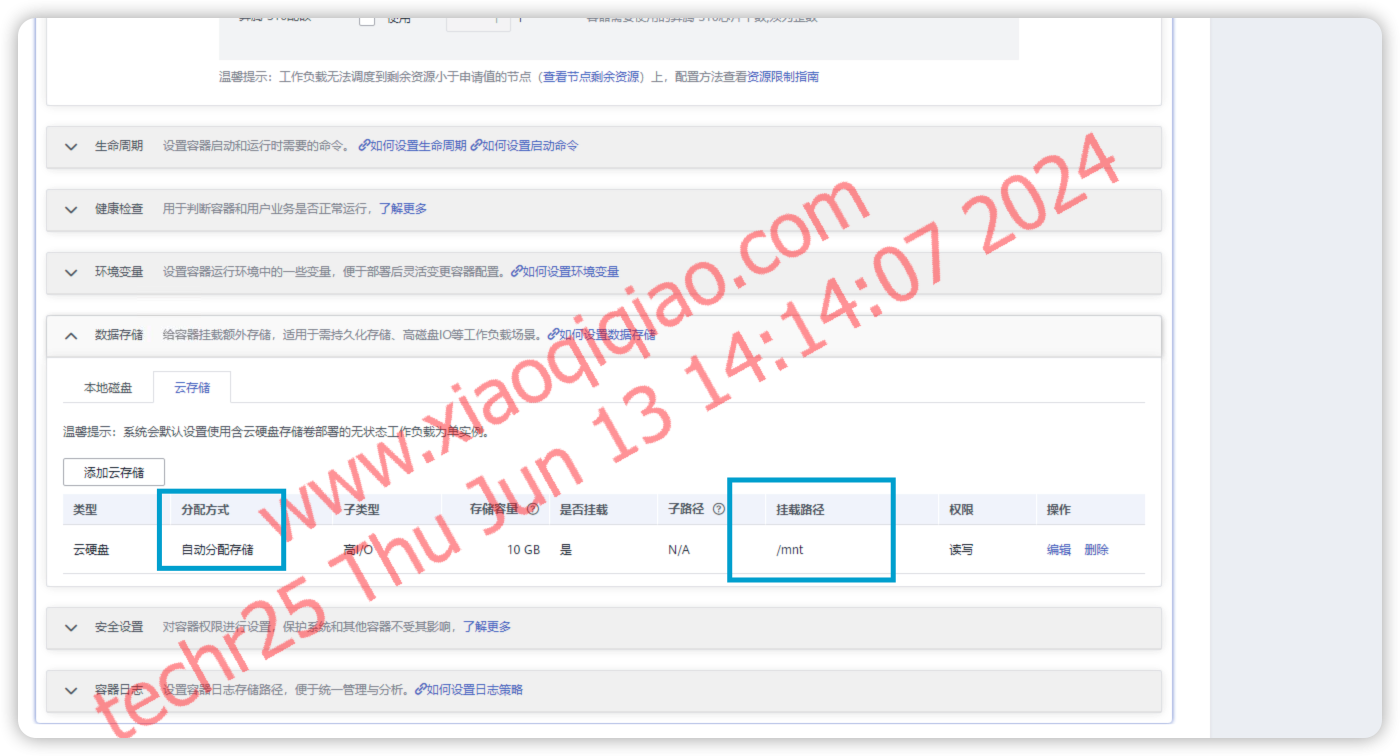 使用
温馨提示：工作负载无法调度到剩余资源小于申请值的节点（查看节点剩余资源）上，配置方法查看资源限制指南
生命周期 设置容器启动和运行时需要的命令。 如何设置生命周期 如何设置启动命令
健康检查 用于判断容器和用户业务是否正常运行，了解更多
环境变量 设置容器运行环境中的一些变量，便于部署后灵活变更容器配置。 如何设置环境变量
数据存储 给容器挂载额外存储，适用于需持久化存储、高磁盘IO等工作负载场景。 如何设置数据存储
本地磁盘 云存储
温馨提示：系统会默认设置使用含云硬盘存储卷部署的无状态工作负载为单实例。
添加云存储
类型 分配方式 子类型 存储容量 是否挂载 子路径 挂载路径 权限 操作
云硬盘 自动分配存储 高I/O 10 GB 是 N/A /mnt 读写 编辑 删除
安全设置 对容器权限进行设置，保护系统和其他容器不受其影响，了解更多
容器日志 设置容器日志存储路径，便于统一管理与分析。 如何设置日志策略
www.xiaoqiqiao.com
techr25 Thu Jun 13 14:14:07 2024